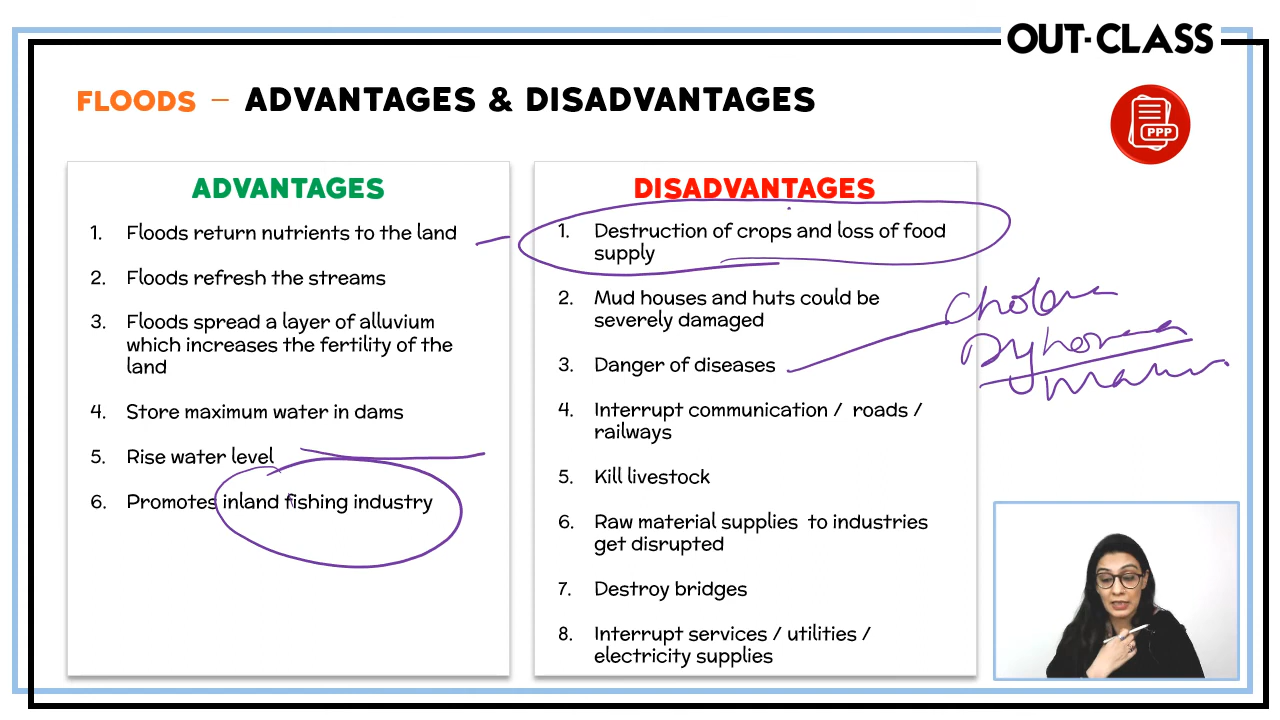 OUT-CLASS
FLOODS – ADVANTAGES & DISADVANTAGES
PPP
ADVANTAGES
1. Floods return nutrients to the land
2. Floods refresh the streams
3. Floods spread a layer of alluvium
which increases the fertility of the
land
4. Store maximum water in dams
5. Rise water level
6. Promotes inland fishing industry
DISADVANTAGES
1. Destruction of crops and loss of food
supply
2. Mud houses and huts could be
severely damaged
3. Danger of diseases
4. Interrupt communication / roads /
railways
5. Kill livestock
6. Raw material supplies to industries
get disrupted
7. Destroy bridges
8. Interrupt services / utilities /
electricity supplies
Cholera